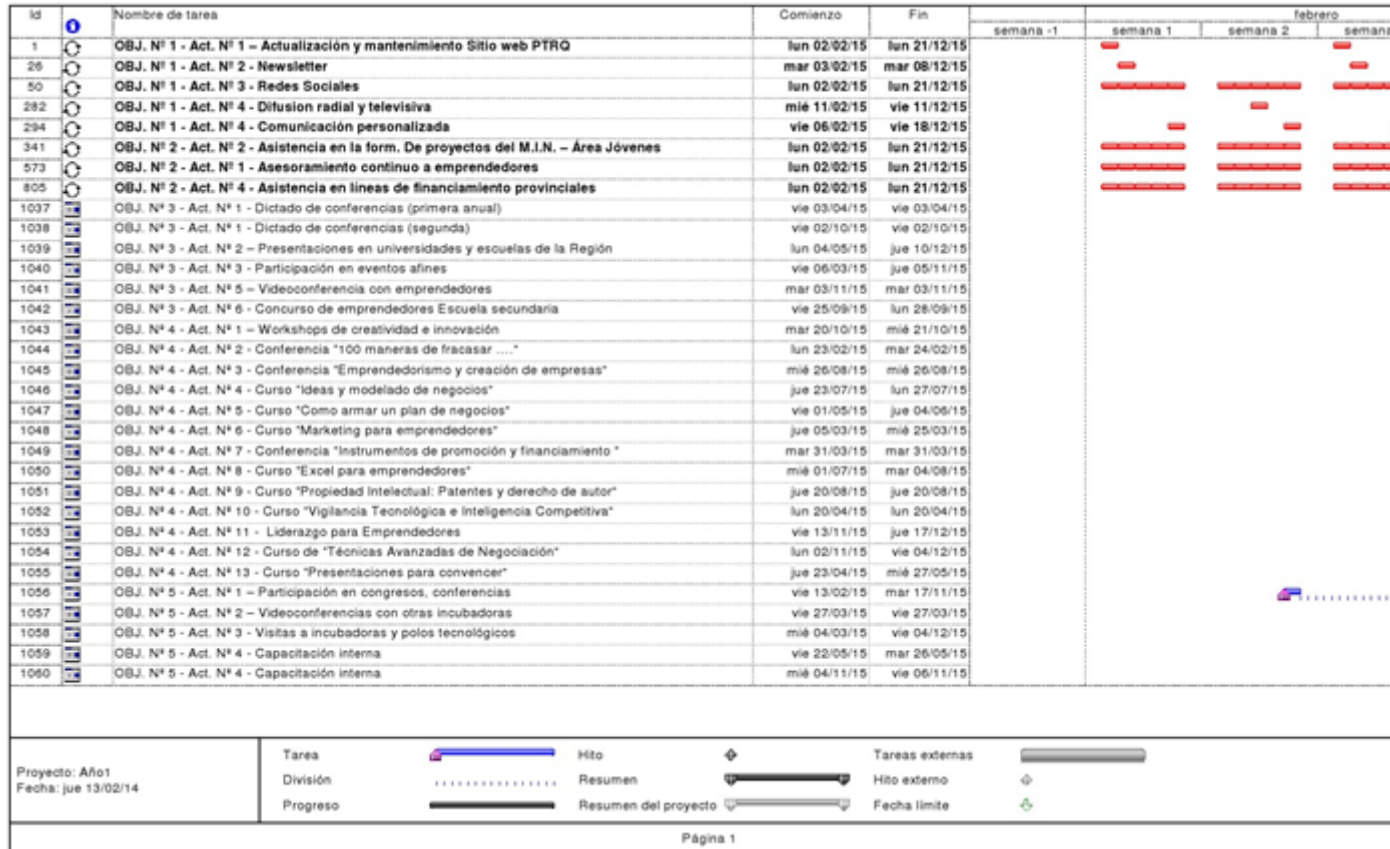 Id Nombre de tarea Comienzo Fin febrero
semana -1 semana 1 semana 2 semana
1 OBJ. Nº 1 - Act. Nº 1 – Actualización y mantenimiento Sitio web PTRQ lun 02/02/15 lun 21/12/15
26 OBJ. Nº 1 - Act. Nº 2 - Newsletter mar 03/02/15 mar 08/12/15
50 OBJ. Nº 1 - Act. Nº 3 - Redes Sociales lun 02/02/15 lun 21/12/15
282 OBJ. Nº 1 - Act. Nº 4 - Difusion radial y televisiva mié 11/02/15 vie 11/12/15
294 OBJ. Nº 1 - Act. Nº 4 - Comunicación personalizada vie 06/02/15 vie 18/12/15
341 OBJ. Nº 2 - Act. Nº 2 - Asistencia en la form. De proyectos del M.I.N. – Área Jóvenes lun 02/02/15 lun 21/12/15
573 OBJ. Nº 2 - Act. Nº 1 - Asesoramiento continuo a emprendedores lun 02/02/15 lun 21/12/15
805 OBJ. Nº 2 - Act. Nº 4 - Asistencia en líneas de financiamiento provinciales lun 02/02/15 lun 21/12/15
1037 OBJ. Nº 3 - Act. Nº 1 - Dictado de conferencias (primera anual) vie 03/04/15 vie 03/04/15
1038 OBJ. Nº 3 - Act. Nº 1 - Dictado de conferencias (segunda) vie 02/10/15 vie 02/10/15
1039 OBJ. Nº 3 - Act. Nº 2 – Presentaciones en universidades y escuelas de la Región lun 04/05/15 jue 10/12/15
1040 OBJ. Nº 3 - Act. Nº 3 - Participación en eventos afines vie 06/03/15 jue 05/11/15
1041 OBJ. Nº 3 - Act. Nº 5 – Videoconferencia con emprendedores mar 03/11/15 mar 03/11/15
1042 OBJ. Nº 3 - Act. Nº 6 - Concurso de emprendedores Escuela secundaria vie 25/09/15 lun 28/09/15
1043 OBJ. Nº 4 - Act. Nº 1 – Workshops de creatividad e innovación mar 20/10/15 mié 21/10/15
1044 OBJ. Nº 4 - Act. Nº 2 - Conferencia "100 maneras de fracasar ...." lun 23/02/15 mar 24/02/15
1045 OBJ. Nº 4 - Act. Nº 3 - Conferencia "Emprendedorismo y creación de empresas" mié 26/08/15 mié 26/08/15
1046 OBJ. Nº 4 - Act. Nº 4 - Curso "Ideas y modelado de negocios" jue 23/07/15 lun 27/07/15
1047 OBJ. Nº 4 - Act. Nº 5 - Curso "Como armar un plan de negocios" vie 01/05/15 jue 04/06/15
1048 OBJ. Nº 4 - Act. Nº 6 - Curso "Marketing para emprendedores" jue 05/03/15 mié 25/03/15
1049 OBJ. Nº 4 - Act. Nº 7 - Conferencia "Instrumentos de promoción y financiamiento " mar 31/03/15 mar 31/03/15
1050 OBJ. Nº 4 - Act. Nº 8 - Curso "Excel para emprendedores" mié 01/07/15 mar 04/08/15
1051 OBJ. Nº 4 - Act. Nº 9 - Curso "Propiedad Intelectual: Patentes y derecho de autor" jue 20/08/15 jue 20/08/15
1052 OBJ. Nº 4 - Act. Nº 10 - Curso "Vigilancia Tecnológica e Inteligencia Competitiva" lun 20/04/15 lun 20/04/15
1053 OBJ. Nº 4 - Act. Nº 11 - Liderazgo para Emprendedores vie 13/11/15 jue 17/12/15
1054 OBJ. Nº 4 - Act. Nº 12 - Curso de "Técnicas Avanzadas de Negociación" lun 02/11/15 vie 04/12/15
1055 OBJ. Nº 4 - Act. Nº 13 - Curso "Presentaciones para convencer" jue 23/04/15 mié 27/05/15
1056 OBJ. Nº 5 - Act. Nº 1 – Participación en congresos, conferencias vie 13/02/15 mar 17/11/15
1057 OBJ. Nº 5 - Act. Nº 2 – Videoconferencias con otras incubadoras vie 27/03/15 vie 27/03/15
1058 OBJ. Nº 5 - Act. Nº 3 - Visitas a incubadoras y polos tecnológicos mié 04/03/15 vie 04/12/15
1059 OBJ. Nº 5 - Act. Nº 4 - Capacitación interna vie 22/05/15 mar 26/05/15
1060 OBJ. Nº 5 - Act. Nº 4 - Capacitación interna mié 04/11/15 vie 06/11/15
Proyecto: Año1
Fecha: jue 13/02/14
Tarea Hito Tareas externas
División Resumen Hito externo
Progreso Resumen del proyecto Fecha límite
Página 1